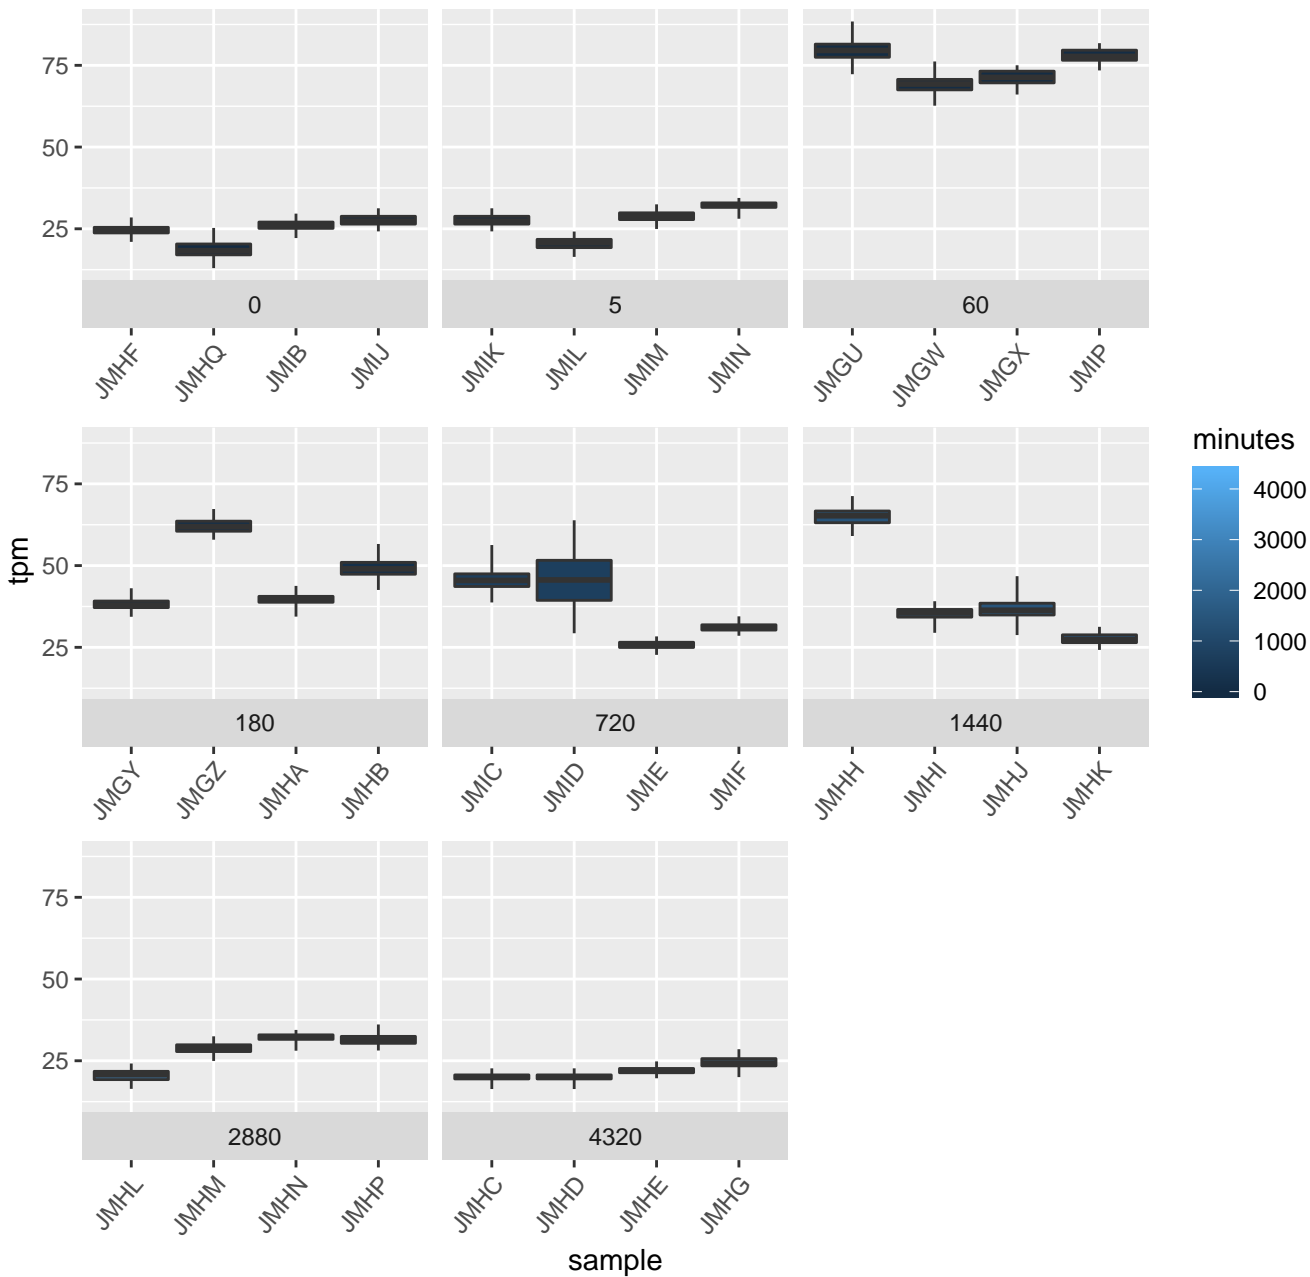 75
50
25
0
5
60
JMHF
JMHQ
JMIB
JMIJ
JMIK
JMIL
JMIM
JMIN
JMGU
JMGW
JMGX
JMIP
tpm
75
50
25
180
720
1440
JMGY
JMGZ
JMHA
JMHB
JMIC
JMID
JMIE
JMIF
JMHH
JMHI
JMHJ
JMHK
minutes
4000
3000
2000
1000
0
75
50
25
2880
4320
JMHL
JMHM
JMHN
JMHP
JMHC
JMHD
JMHE
JMHG
sample